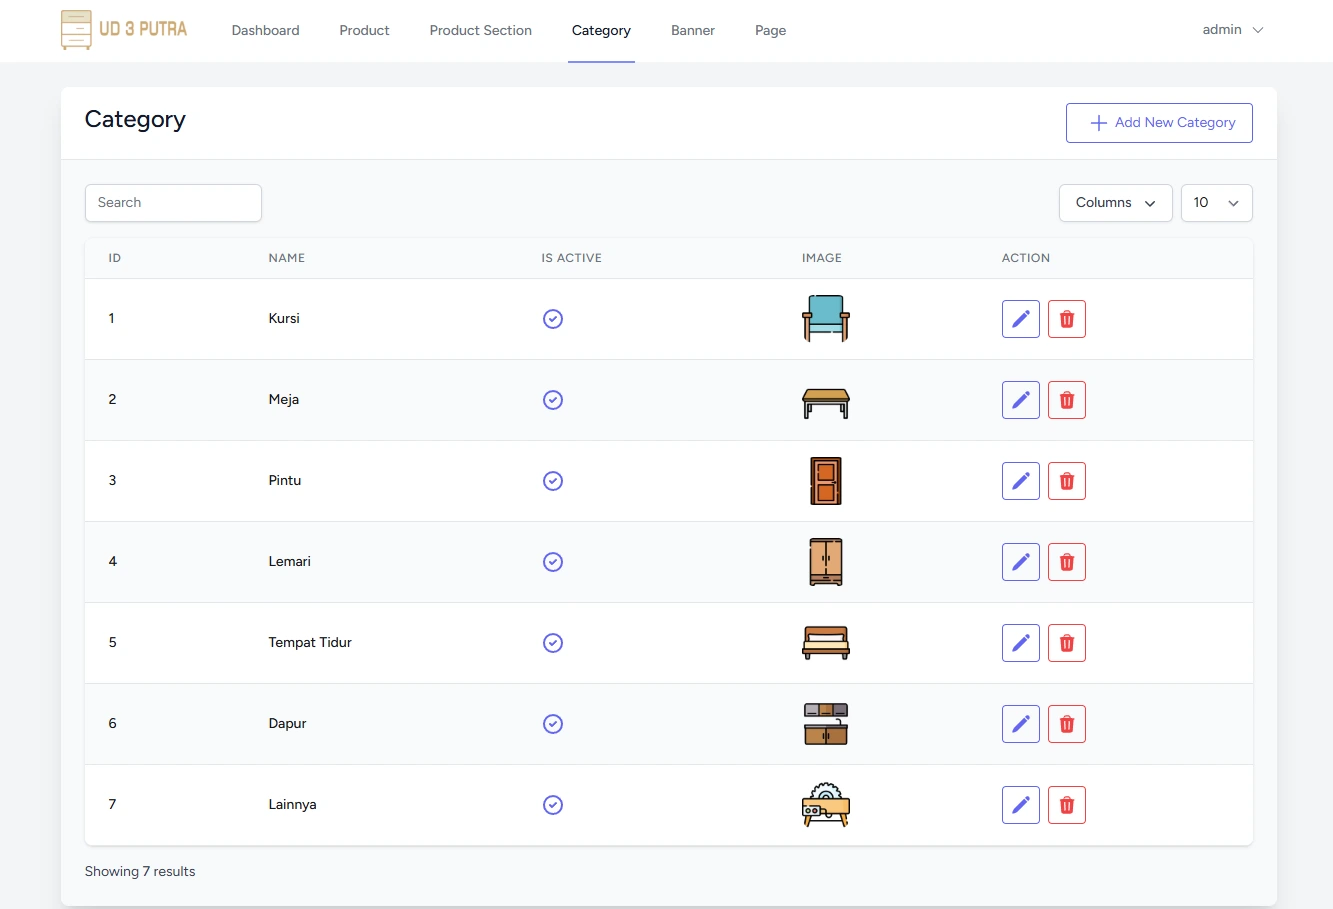 UD 3 PUTRA Dashboard Product Product Section Category Banner Page admin
Category
Add New Category
Search
Columns 10
ID NAME IS ACTIVE IMAGE ACTION
1 Kursi
2 Meja
3 Pintu
4 Lemari
5 Tempat Tidur
6 Dapur
7 Lainnya
Showing 7 results